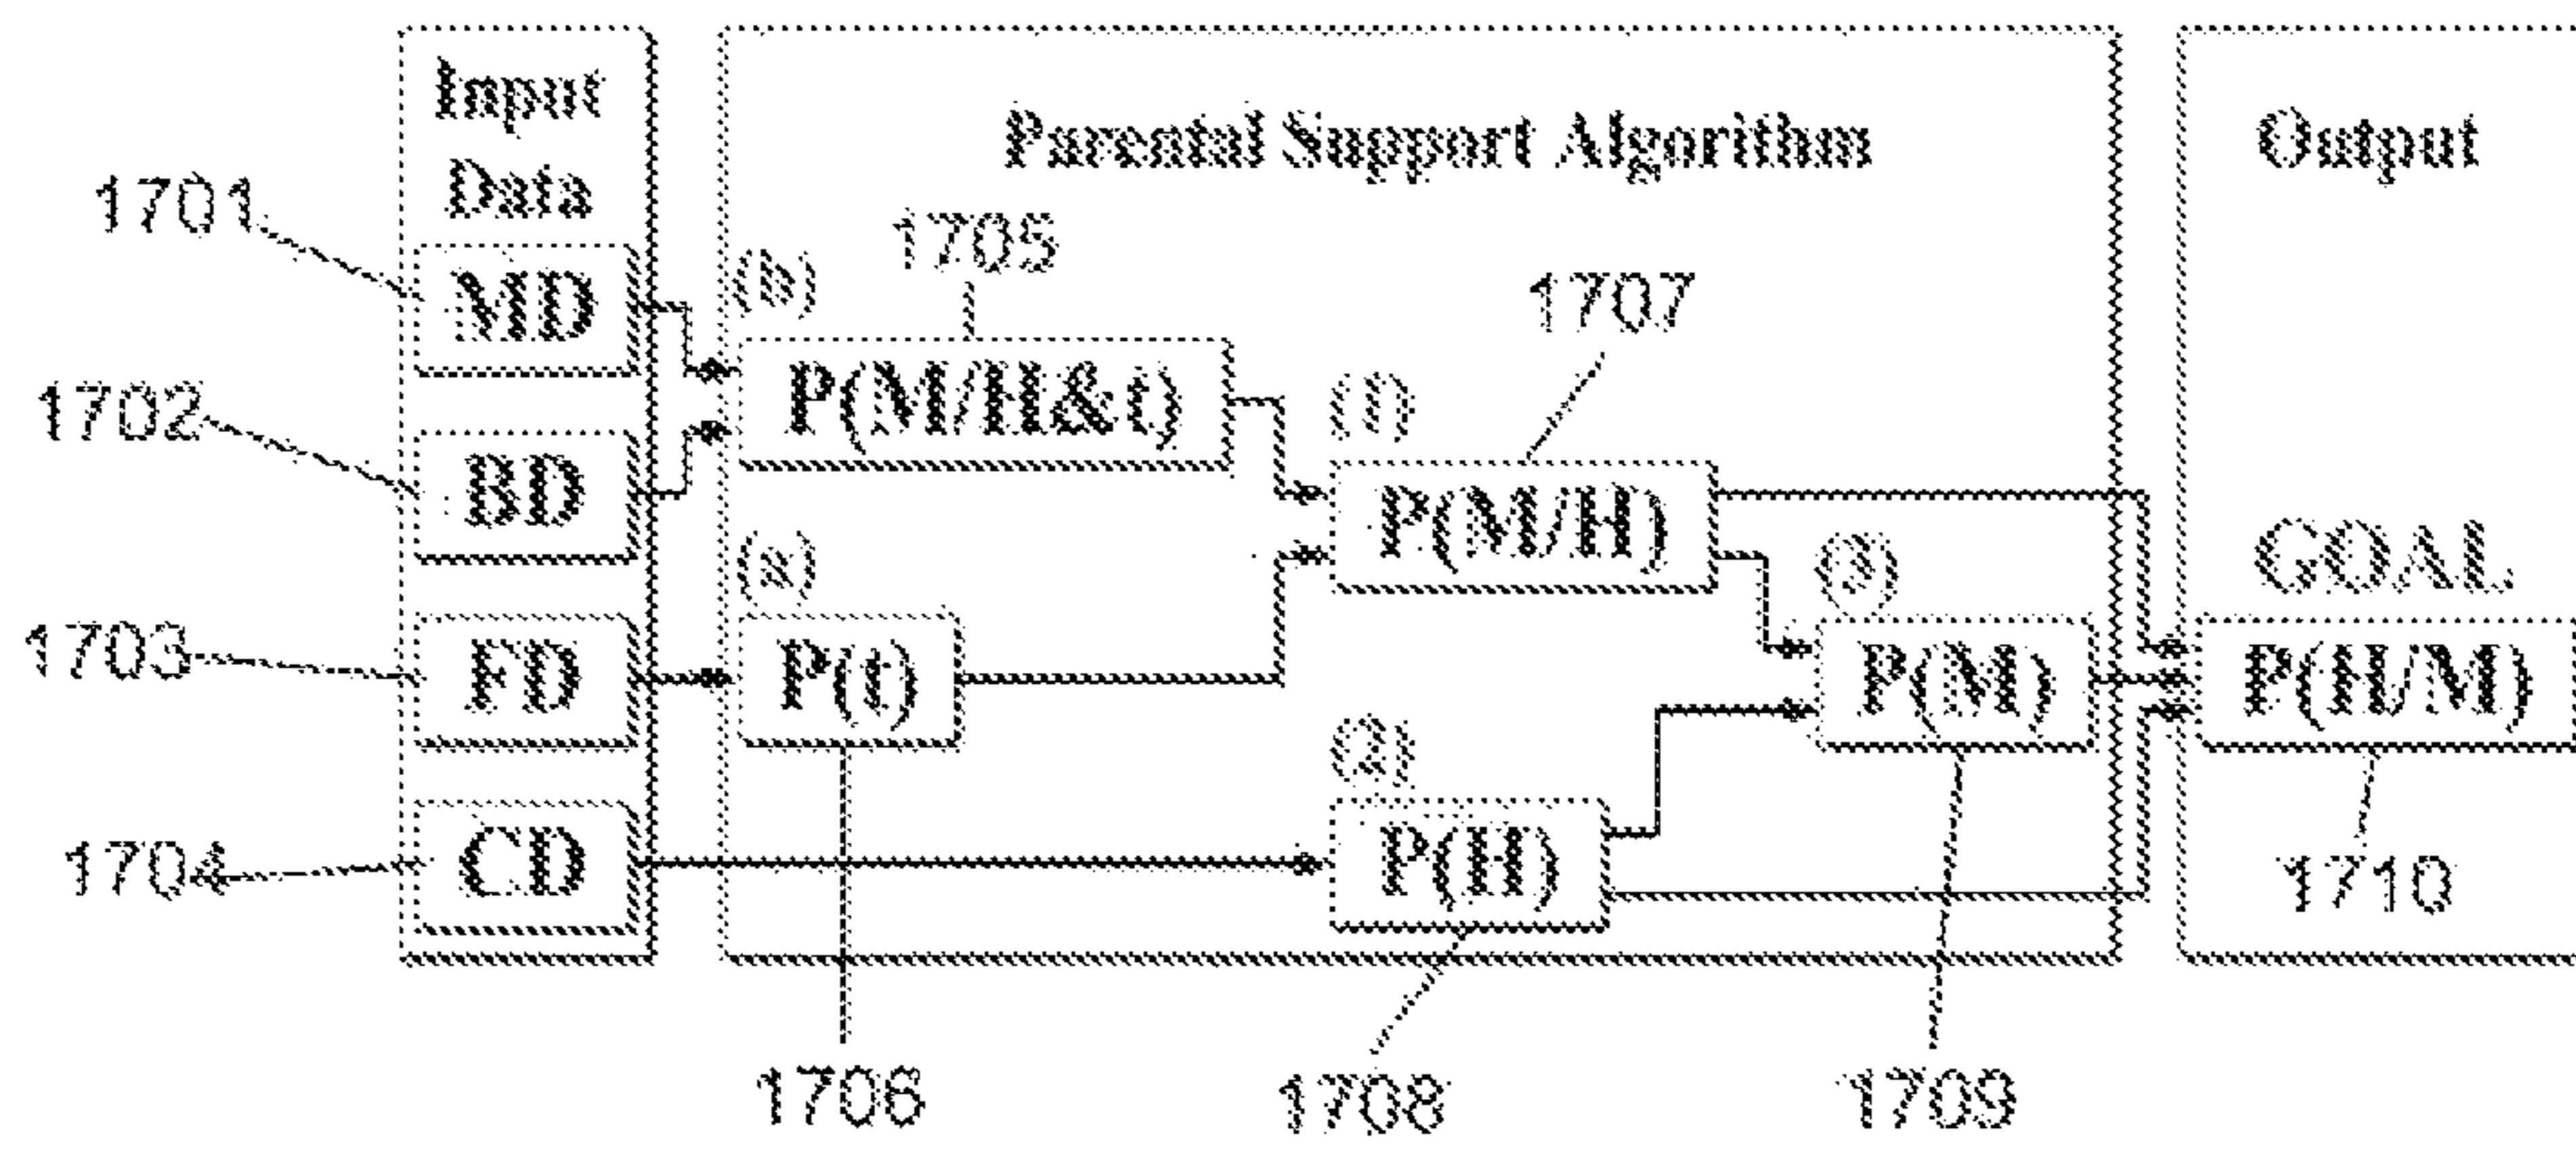 Input
Data
Parental Support Algorithm
Output
1701
1705
MD
(b)
1707
1702
P(M/H&t)
(1)
BD
P(M/H)
(a)
(3)
GOAL
1703
FD
P(t)
P(M)
P(H/M)
(2)
1704
CD
P(H)
1710
1706
1708
1709